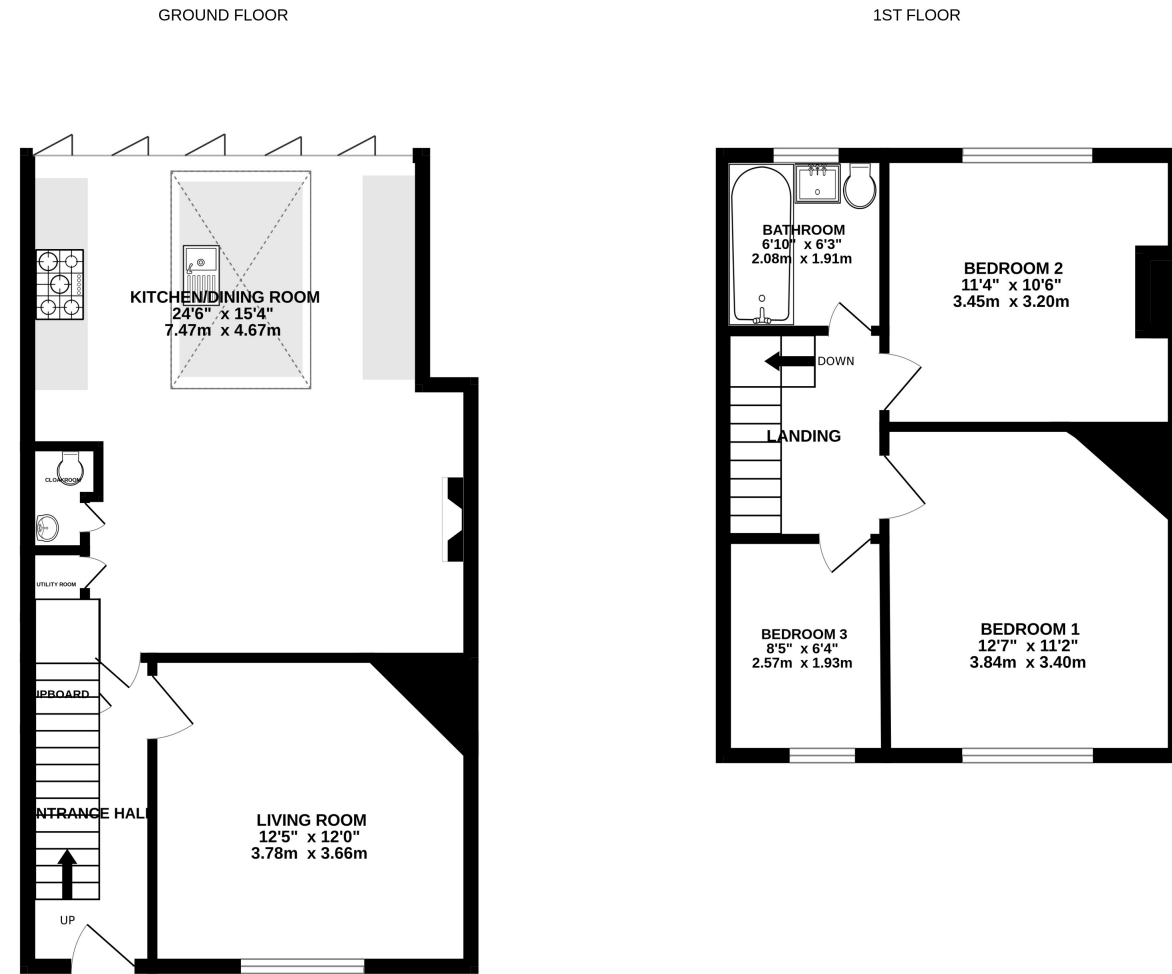 GROUND FLOOR
1ST FLOOR
KITCHEN/DINING ROOM
24'6" x 15'4"
7.47m x 4.67m
CLOAKROOM
UTILITY ROOM
UPBOARD
ENTRANCE HALL
UP
LIVING ROOM
12'5" x 12'0"
3.78m x 3.66m
BATHROOM
6'10" x 6'3"
2.08m x 1.91m
BEDROOM 2
11'4" x 10'6"
3.45m x 3.20m
DOWN
LANDING
BEDROOM 3
8'5" x 6'4"
2.57m x 1.93m
BEDROOM 1
12'7" x 11'2"
3.84m x 3.40m